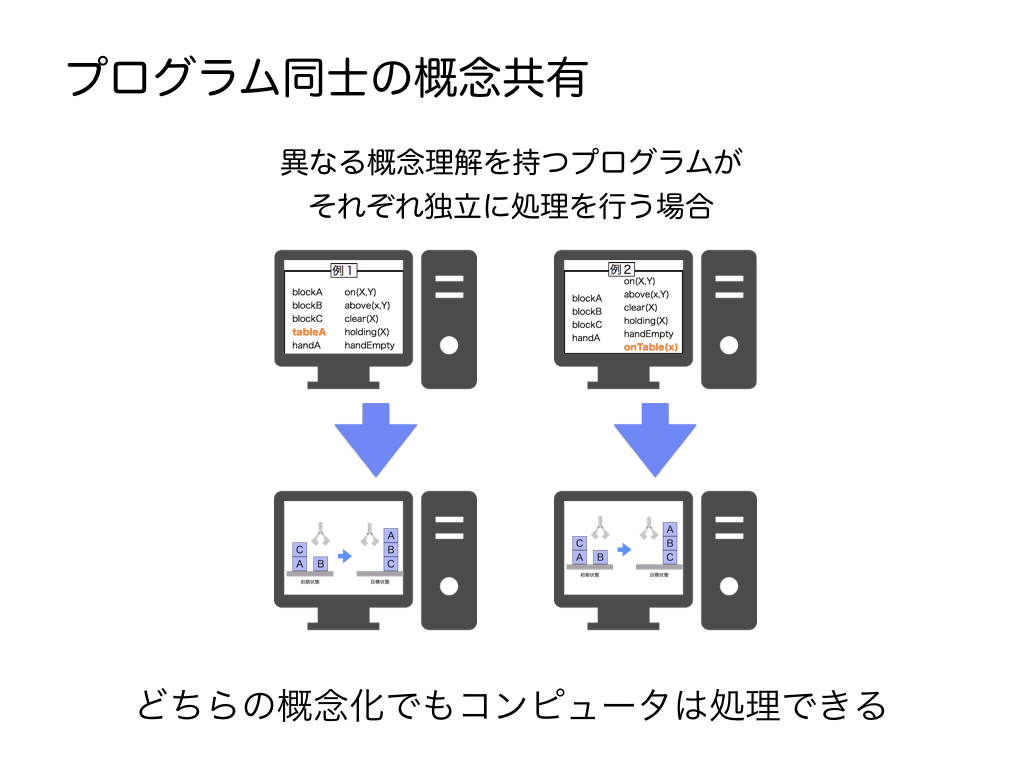 プログラム同士の概念共有
異なる概念理解を持つプログラムが
それぞれ独立に処理を行う場合
例１
blockA on(X,Y)
blockB above(x,Y)
blockC clear(X)
tableA holding(X)
handA handEmpty
例２
on(X,Y)
blockA above(x,Y)
blockB clear(X)
blockC holding(X)
handA handEmpty
onTable(x)
C
A B
初期状態
A
B
C
目標状態
C
A B
初期状態
A
B
C
目標状態
どちらの概念化でもコンピュータは処理できる